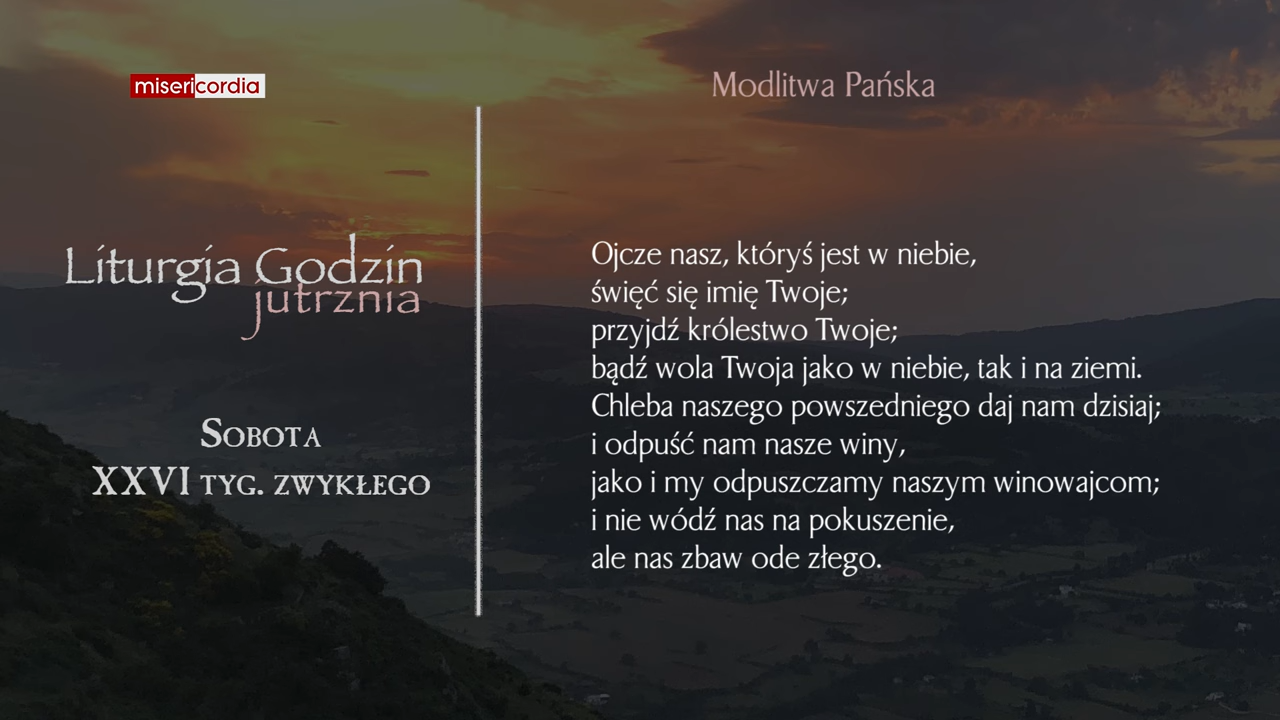 misericordia
Liturgia Godzin
jutrznia
Sobota
XXVI tyg. zwykłego
Modlitwa Pańska
Ojcze nasz, któryś jest w niebie,
święć się imię Twoje;
przyjdź królestwo Twoje;
bądź wola Twoja jako w niebie, tak i na ziemi.
Chleba naszego powszedniego daj nam dzisiaj;
i odpuść nam nasze winy,
jako i my odpuszczamy naszym winowajcom;
i nie wódź nas na pokuszenie,
ale nas zbaw ode złego.